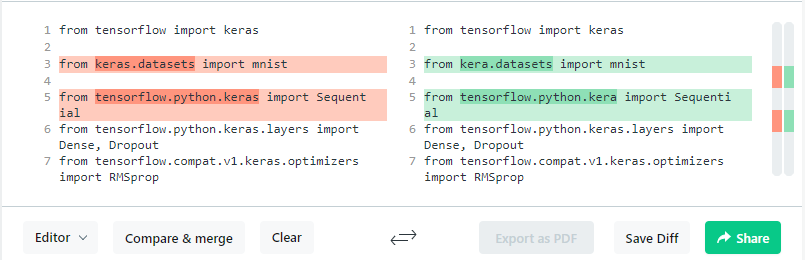 1 from tensorflow import keras
2
3 from keras.datasets import mnist
4
5 from tensorflow.python.keras import Sequent
ial
6 from tensorflow.python.keras.layers import
Dense, Dropout
7 from tensorflow.compat.v1.keras.optimizers
import RMSprop
1 from tensorflow import keras
2
3 from kera.datasets import mnist
4
5 from tensorflow.python.kera import Sequenti
al
6 from tensorflow.python.keras.layers import
Dense, Dropout
7 from tensorflow.compat.v1.keras.optimizers
import RMSprop
Editor Compare & merge Clear Export as PDF Save Diff Share